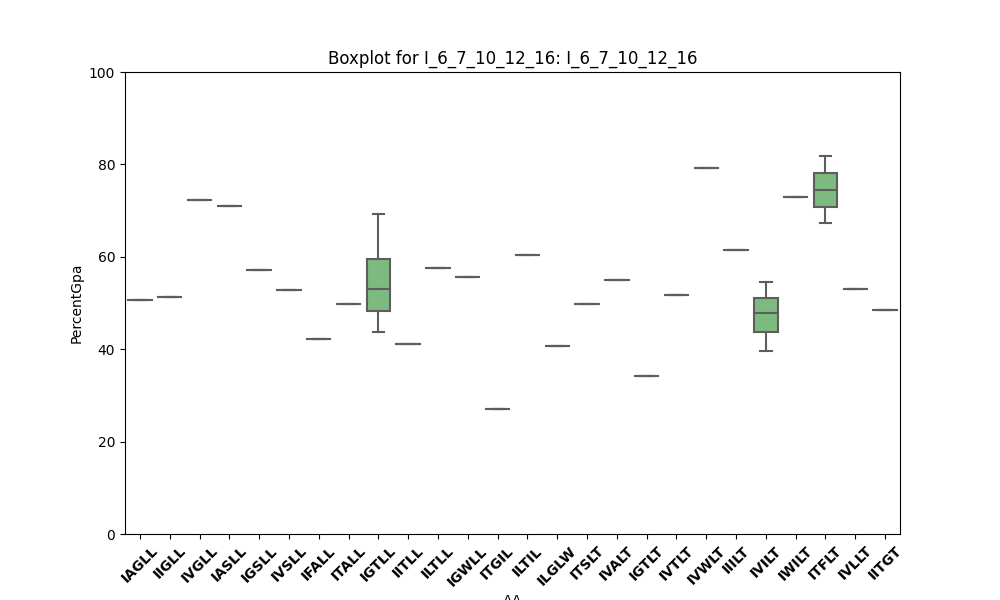 Boxplot for I_6_7_10_12_16: I_6_7_10_12_16
100
80
60
40
20
0
PercentGpa
IAGLL IIGLL IVGLL IASLL IGSLL IVSLL IFALL ITALL IGTLL IITLL ILTLL IGWLL ITGIL ILTIL ILGLW ITSLT IVALT IGTLT IVTLT IVWLT IIILT IVILT IWILT ITFLT IVLLT IITGT
AA